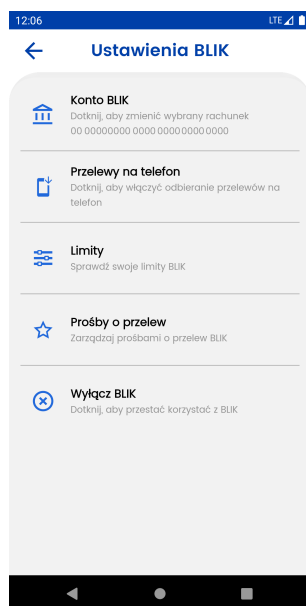 12:06 LTE
Ustawienia BLIK
Konto BLIK
Dotknij, aby zmienić wybrany rachunek
00 00000000 0000 0000 0000 0000
Przelewy na telefon
Dotknij, aby włączyć odbieranie przelewów na
telefon
Limity
Sprawdź swoje limity BLIK
Prośby o przelew
Zarządzaj prośbami o przelew BLIK
Wyłącz BLIK
Dotknij, aby przestać korzystać z BLIK